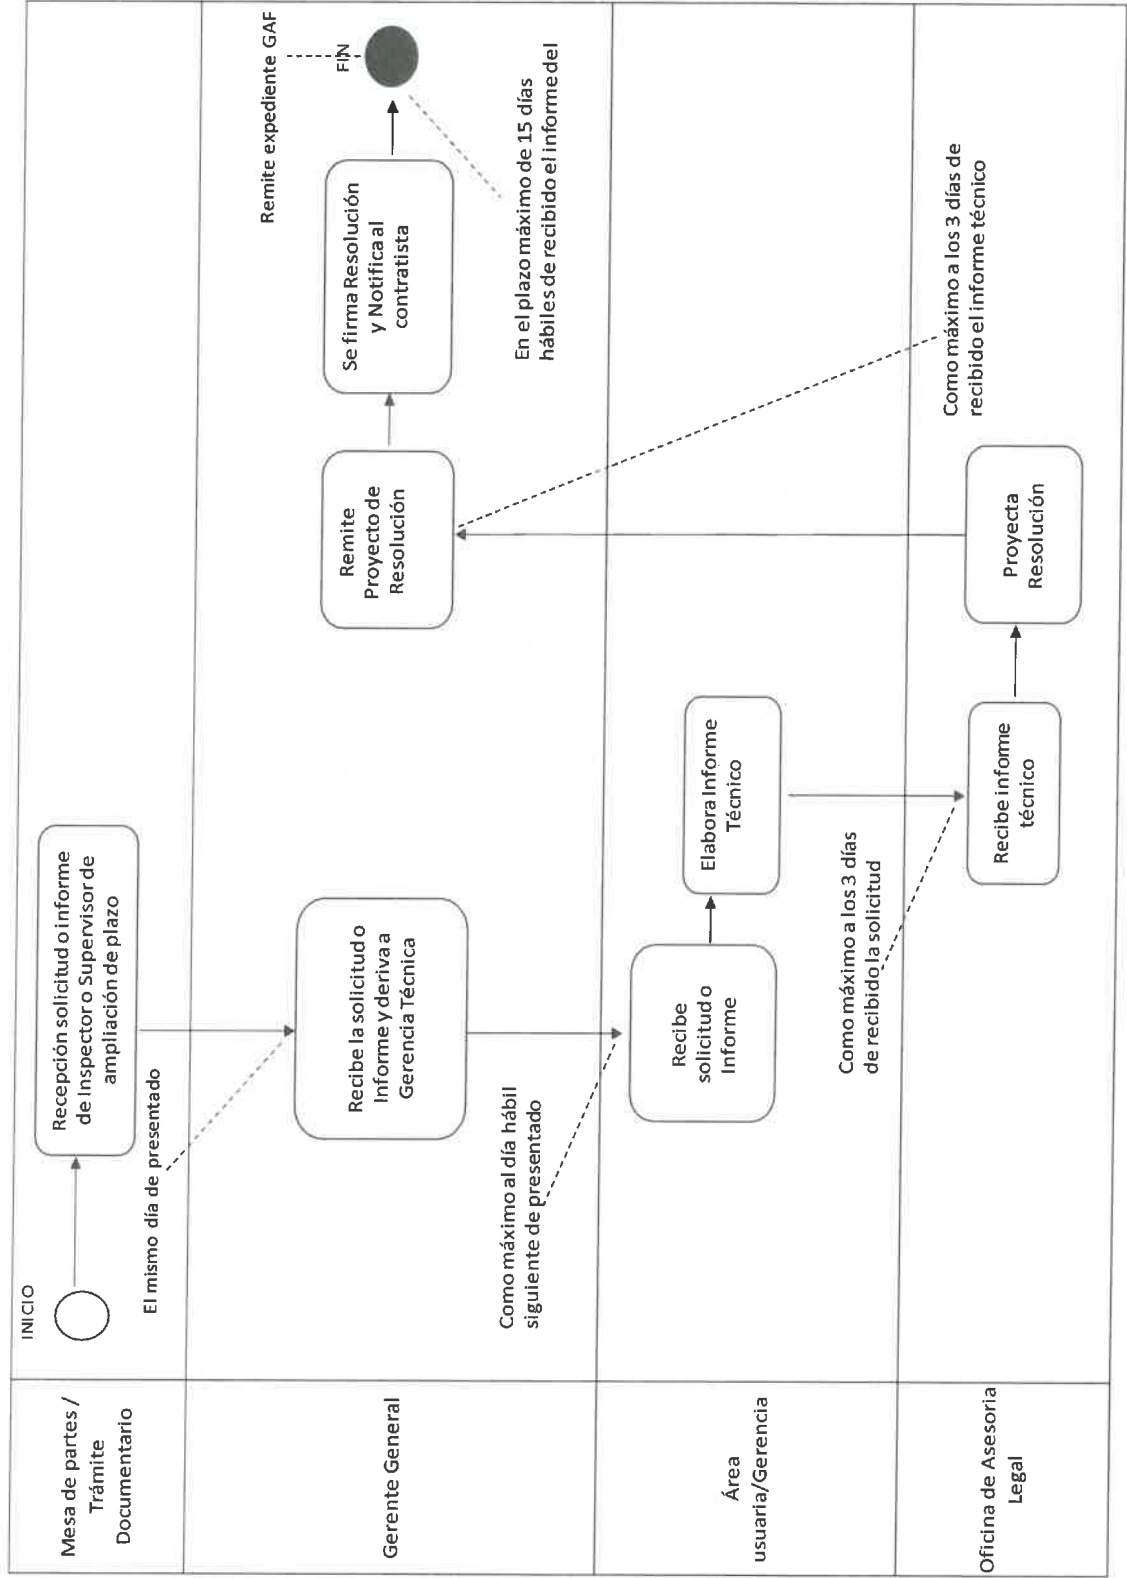 Mesa de partes /
Trámite
Documentario
INICIO
Recepción solicitud o informe
de Inspector o Supervisor de
ampliación de plazo
El mismo día de presentado
Gerente General
Recibe la solicitud o
Informe y deriva a
Gerencia Técnica
Como máximo al día hábil
siguiente de presentado
Remite
Proyecto de
Resolución
Se firma Resolución
y Notifica al
contratista
Remite expediente GAF
FIN
En el plazo máximo de 15 días
hábiles de recibido el informe del
Área
usuaria/Gerencia
Recibe
solicitud o
Informe
Elabora Informe
Técnico
Como máximo a los 3 días
de recibido la solicitud
Oficina de Asesoria
Legal
Recibe informe
técnico
Proyecta
Resolución
Como máximo a los 3 días de
recibido el informe técnico